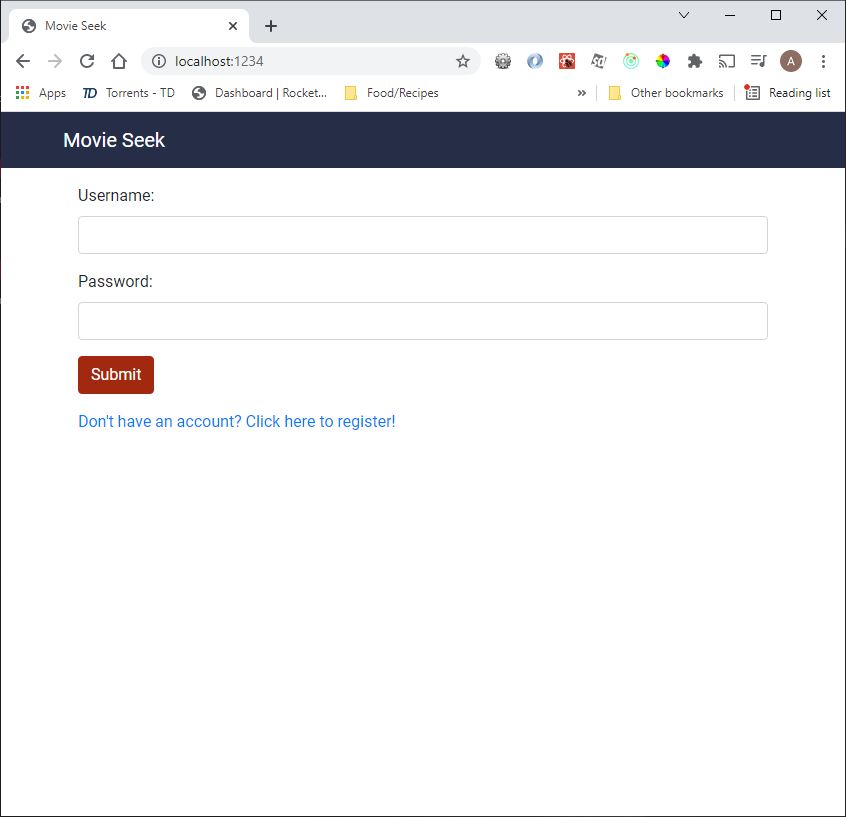 Movie Seek
localhost:1234
A
Apps TD Torrents - TD Dashboard | Rocket... Food/Recipes » Other bookmarks Reading list
Movie Seek
Username:
Password:
Submit
Don't have an account? Click here to register!